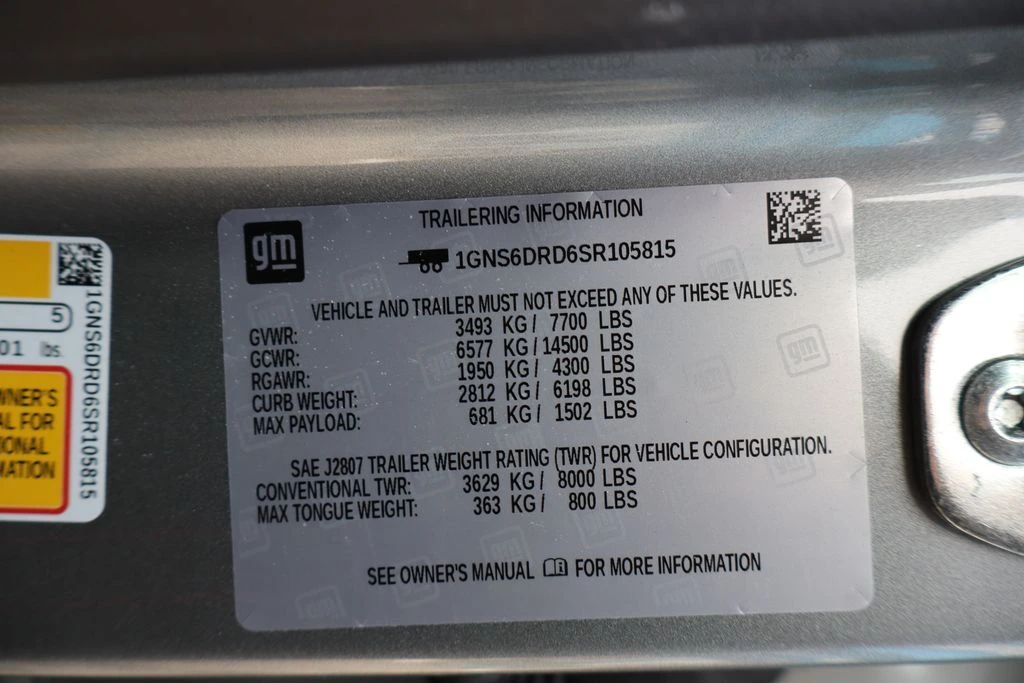 gm
TRAILERING INFORMATION
1GNS6DRD6SR105815
VEHICLE AND TRAILER MUST NOT EXCEED ANY OF THESE VALUES.
GVWR: 3493 KG/ 7700 LBS
GCWR: 6577 KG/14500 LBS
RGAWR: 1950 KG/ 4300 LBS
CURB WEIGHT: 2812 KG/ 6198 LBS
MAX PAYLOAD: 681 KG/ 1502 LBS
SAE J2807 TRAILER WEIGHT RATING (TWR) FOR VEHICLE CONFIGURATION.
CONVENTIONAL TWR: 3629 KG/ 8000 LBS
MAX TONGUE WEIGHT: 363 KG/ 800 LBS
SEE OWNER'S MANUAL FOR MORE INFORMATION
5
01 lbs.
OWNER'S
AL FOR
IONAL
MATION
1GNS6DRD6SR105815